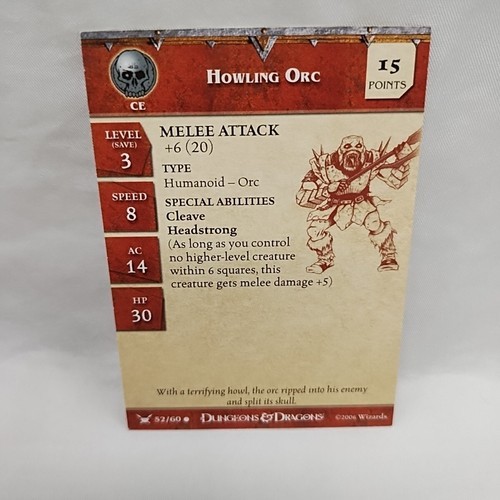 HOWLING ORC
15
POINTS
CE
LEVEL
(SAVE)
3
SPEED
8
AC
14
HP
30
MELEE ATTACK
+6 (20)
TYPE
Humanoid – Orc
SPECIAL ABILITIES
Cleave
Headstrong
(As long as you control
no higher-level creature
within 6 squares, this
creature gets melee damage +5)
With a terrifying howl, the orc ripped into his enemy
and split its skull.
52/60 ● DUNGEONS & DRAGONS ©2006 Wizards